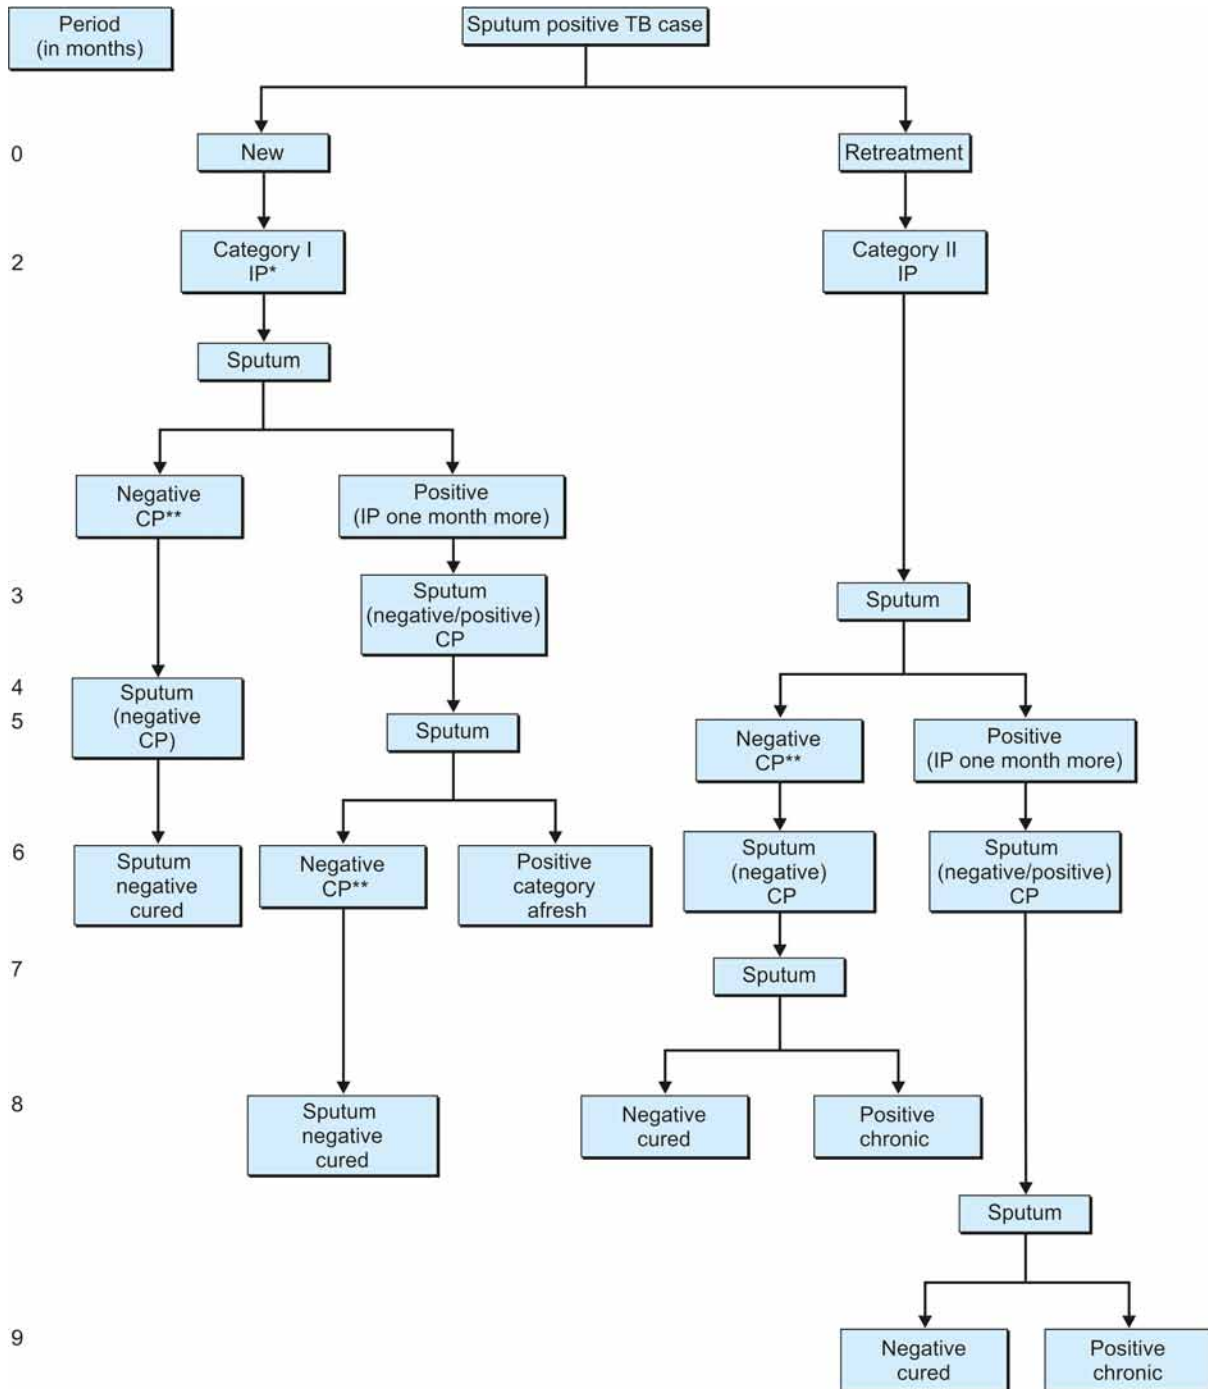 Period
(in months)
Sputum positive TB case
0
New
Retreatment
2
Category I
IP*
Category II
IP
Sputum
Negative
CP**
Positive
(IP one month more)
3
Sputum
(negative/positive)
CP
Sputum
4
Sputum
(negative
CP)
5
Sputum
Negative
CP**
Positive
(IP one month more)
6
Sputum
negative
cured
Negative
CP**
Positive
category
afresh
Sputum
(negative)
CP
Sputum
(negative/positive)
CP
7
Sputum
8
Sputum
negative
cured
Negative
cured
Positive
chronic
Sputum
9
Negative
cured
Positive
chronic